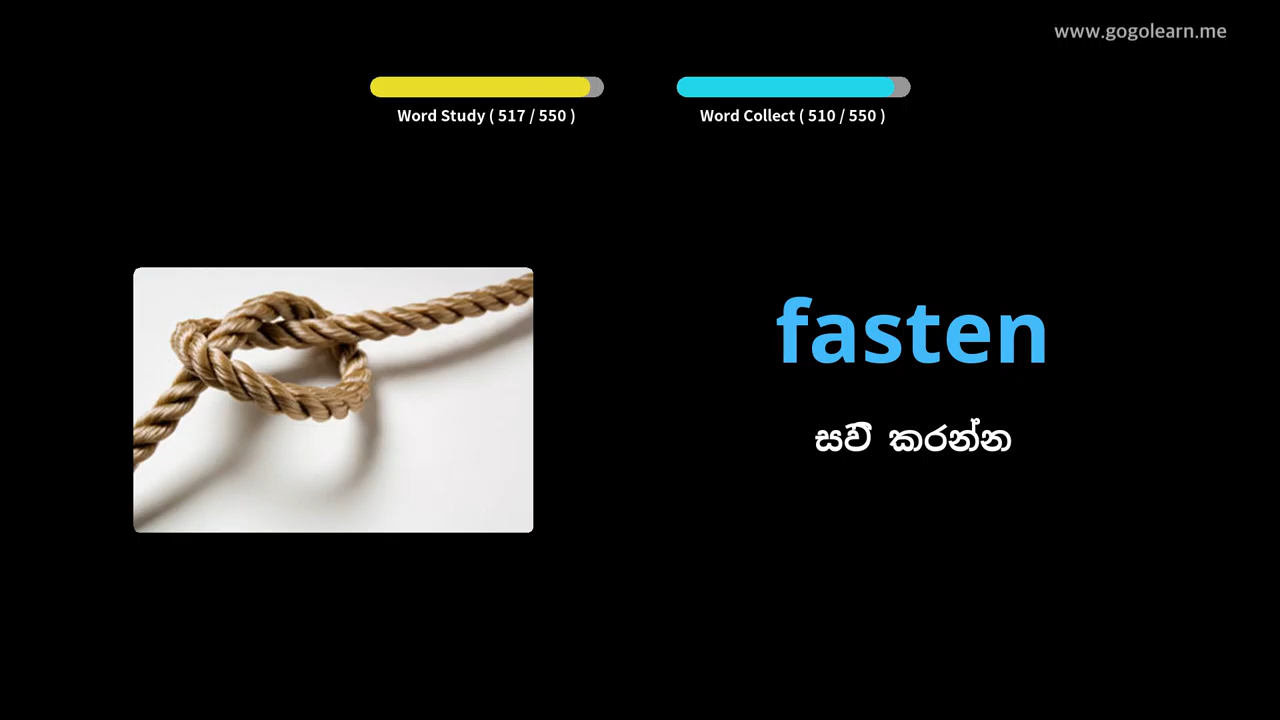 www.gogolearn.me
Word Study ( 517 / 550 )
Word Collect ( 510 / 550 )
fasten
සවි කරන්න